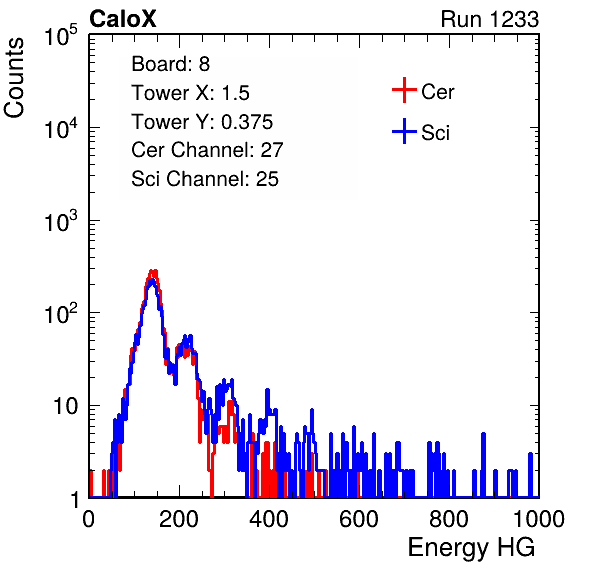 CaloX Run 1233
Board: 8
Tower X: 1.5
Tower Y: 0.375
Cer Channel: 27
Sci Channel: 25
Cer
Sci
Counts
10^5
10^4
10^3
10^2
10
1
0 200 400 600 800 1000
Energy HG